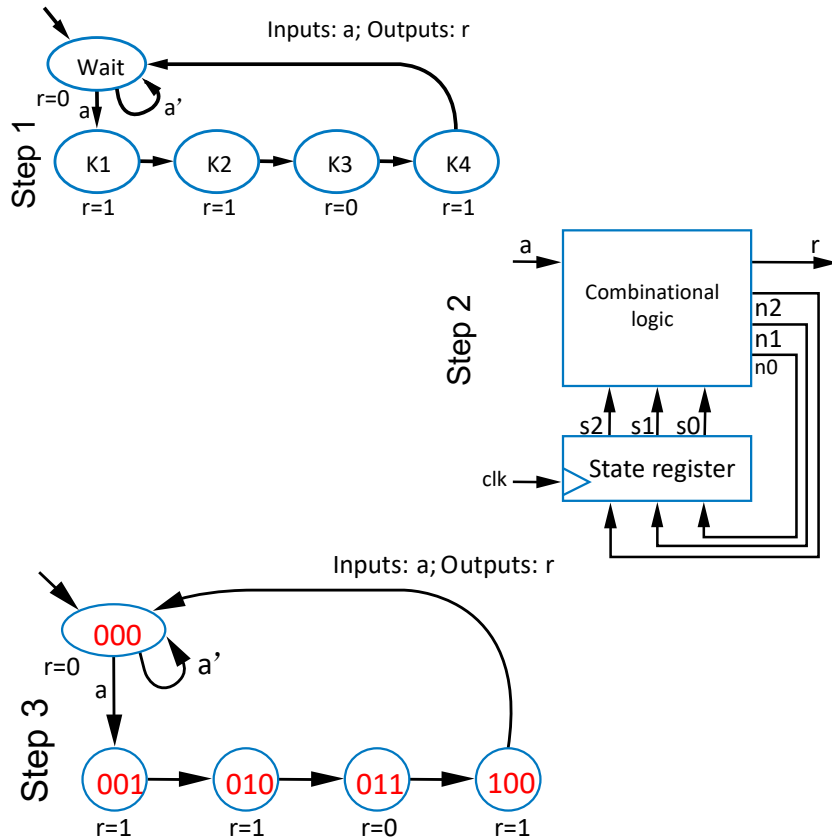 Step 1
Inputs: a; Outputs: r
Wait
r=0
a
a’
K1
K2
K3
K4
r=1
r=1
r=0
r=1
Step 2
a
r
Combinational
logic
n2
n1
n0
s2
s1
s0
clk
State register
Step 3
Inputs: a; Outputs: r
000
r=0
a
a’
001
010
011
100
r=1
r=1
r=0
r=1